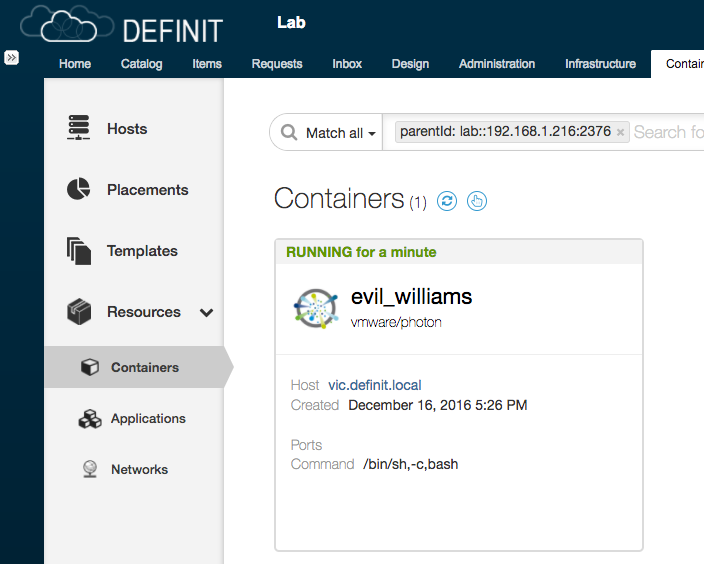 DEFINIT
Lab
Home Catalog Items Requests Inbox Design Administration Infrastructure
Hosts
Placements
Templates
Resources
Containers
Applications
Networks
Match all
parentId: lab::192.168.1.216:2376 ×
Search
Containers (1)
RUNNING for a minute
evil_williams
vmware/photon
Host vic.definit.local
Created December 16, 2016 5:26 PM
Ports
Command /bin/sh,-c,bash